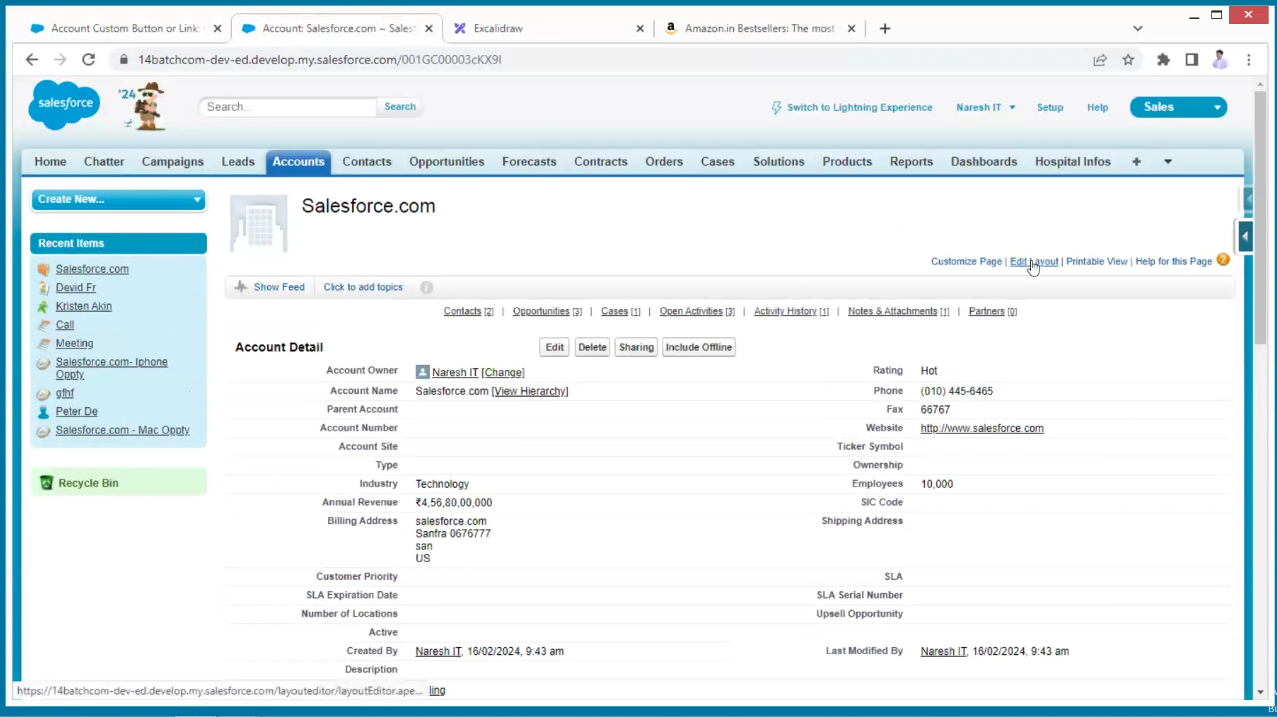 Account Custom Button or Link:
Account: Salesforce.com ~ Sales
Excalidraw
Amazon.in Bestsellers: The most
14batchcom-dev-ed.develop.my.salesforce.com/001GC00003cKX9I
salesforce
'24
Search...
Search
Switch to Lightning Experience
Naresh IT
Setup
Help
Sales
Home
Chatter
Campaigns
Leads
Accounts
Contacts
Opportunities
Forecasts
Contracts
Orders
Cases
Solutions
Products
Reports
Dashboards
Hospital Infos
Create New...
Recent Items
Salesforce.com
Devid Fr
Kristen Akin
Call
Meeting
Salesforce.com- Iphone
Oppty
gfhf
Peter De
Salesforce.com - Mac Oppty
Recycle Bin
Salesforce.com
Customize Page | Edit Layout | Printable View | Help for this Page
Show Feed
Click to add topics:
Contacts [2] | Opportunities [3] | Cases [1] | Open Activities [3] | Activity History [1] | Notes & Attachments [1] | Partners [0]
Account Detail
Edit
Delete
Sharing
Include Offline
Account Owner Naresh IT [Change]
Rating Hot
Account Name Salesforce.com [View Hierarchy]
Phone (010) 445-6465
Parent Account
Fax 66767
Account Number
Website http://www.salesforce.com
Account Site
Ticker Symbol
Type
Ownership
Industry Technology
Employees 10,000
Annual Revenue ₹4,56,80,00,000
SIC Code
Billing Address salesforce.com
Sanfra 0676777
san
US
Shipping Address
Customer Priority
SLA
SLA Expiration Date
SLA Serial Number
Number of Locations
Upsell Opportunity
Active
Created By Naresh IT, 16/02/2024, 9:43 am
Last Modified By Naresh IT, 16/02/2024, 9:43 am
Description
https://14batchcom-dev-ed.develop.my.salesforce.com/layouteditor/layoutEditor.ape...
ling